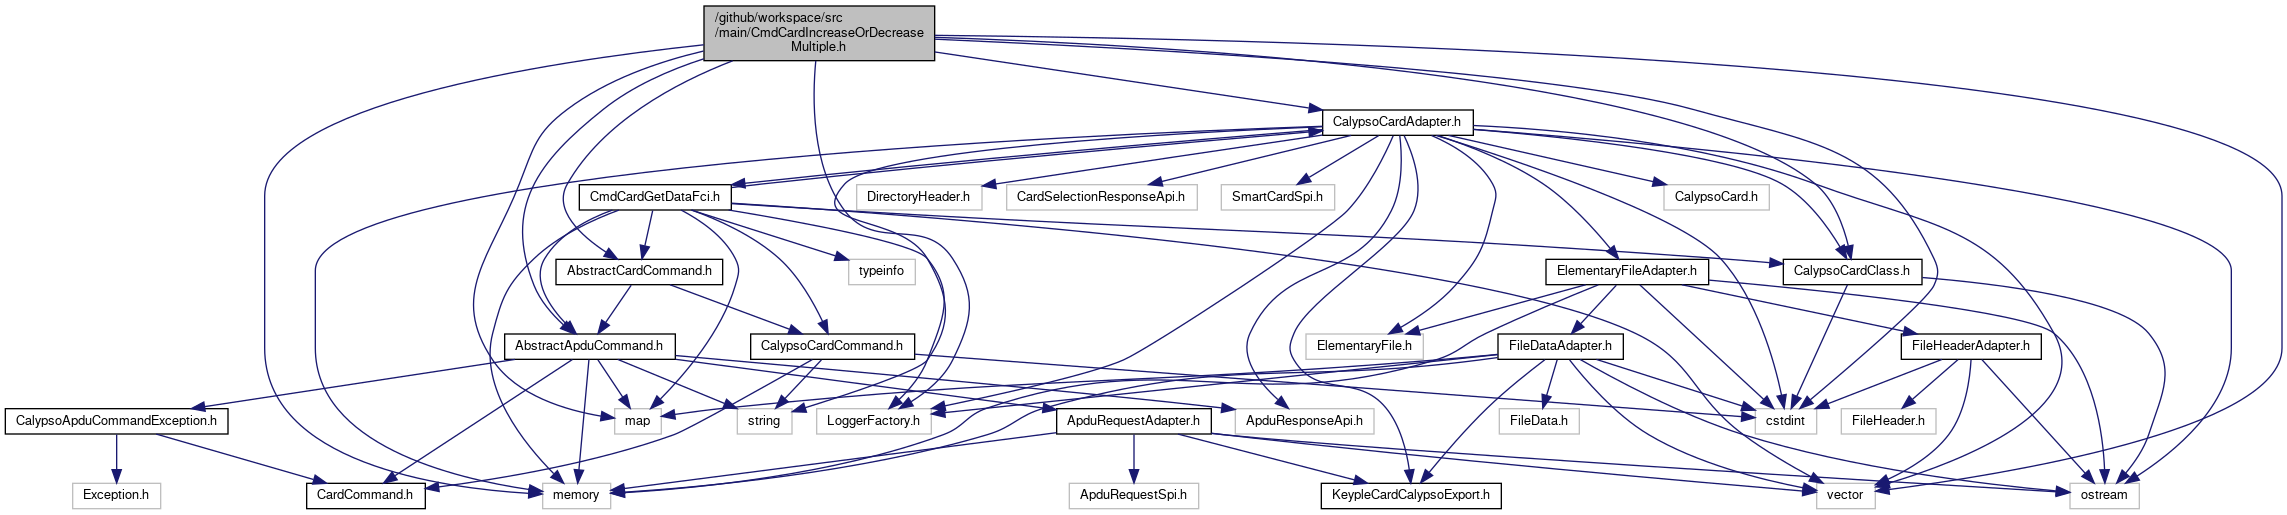 /github/workspace/src
/main/CmdCardIncreaseOrDecrease
Multiple.h
CalypsoCardAdapter.h
CmdCardGetDataFci.h
DirectoryHeader.h
CardSelectionResponseApi.h
SmartCardSpi.h
CalypsoCard.h
AbstractCardCommand.h
typeinfo
ElementaryFileAdapter.h
CalypsoCardClass.h
AbstractApduCommand.h
CalypsoCardCommand.h
ElementaryFile.h
FileDataAdapter.h
FileHeaderAdapter.h
CalypsoApduCommandException.h
map
string
LoggerFactory.h
ApduRequestAdapter.h
ApduResponseApi.h
FileData.h
cstdint
FileHeader.h
Exception.h
CardCommand.h
memory
ApduRequestSpi.h
KeypleCardCalypsoExport.h
vector
ostream